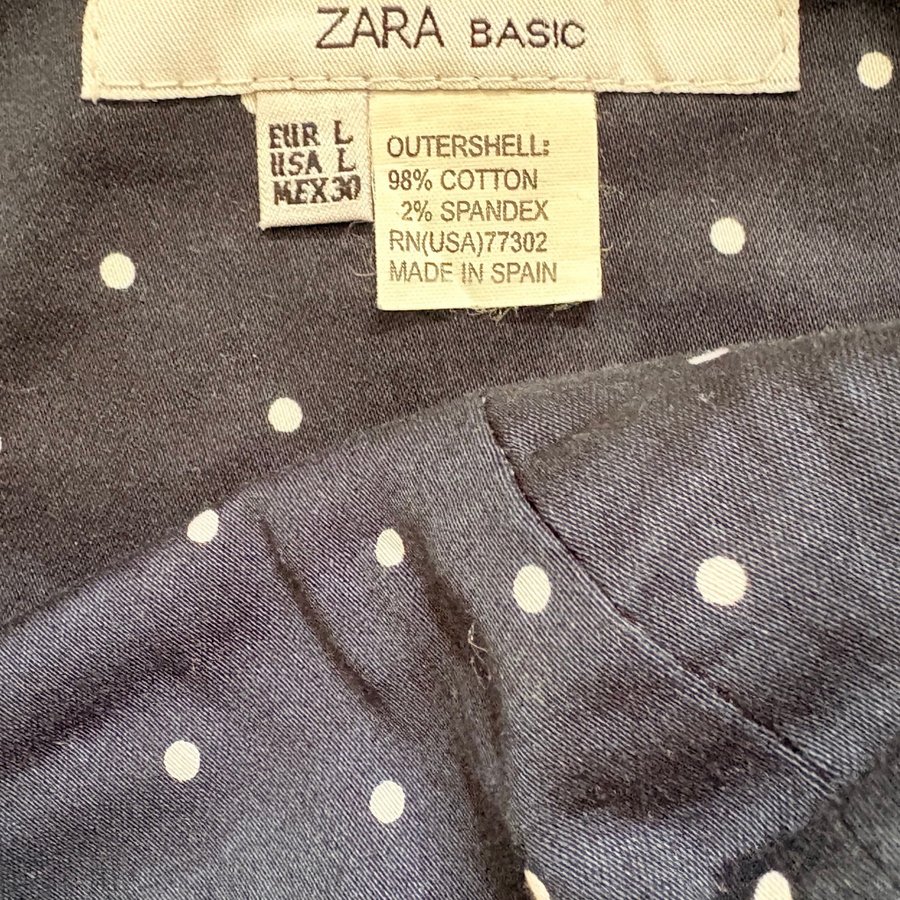 ZARA BASIC
EUR L
USA L
MEX 30
OUTERSHELL:
98% COTTON
2% SPANDEX
RN(USA)77302
MADE IN SPAIN